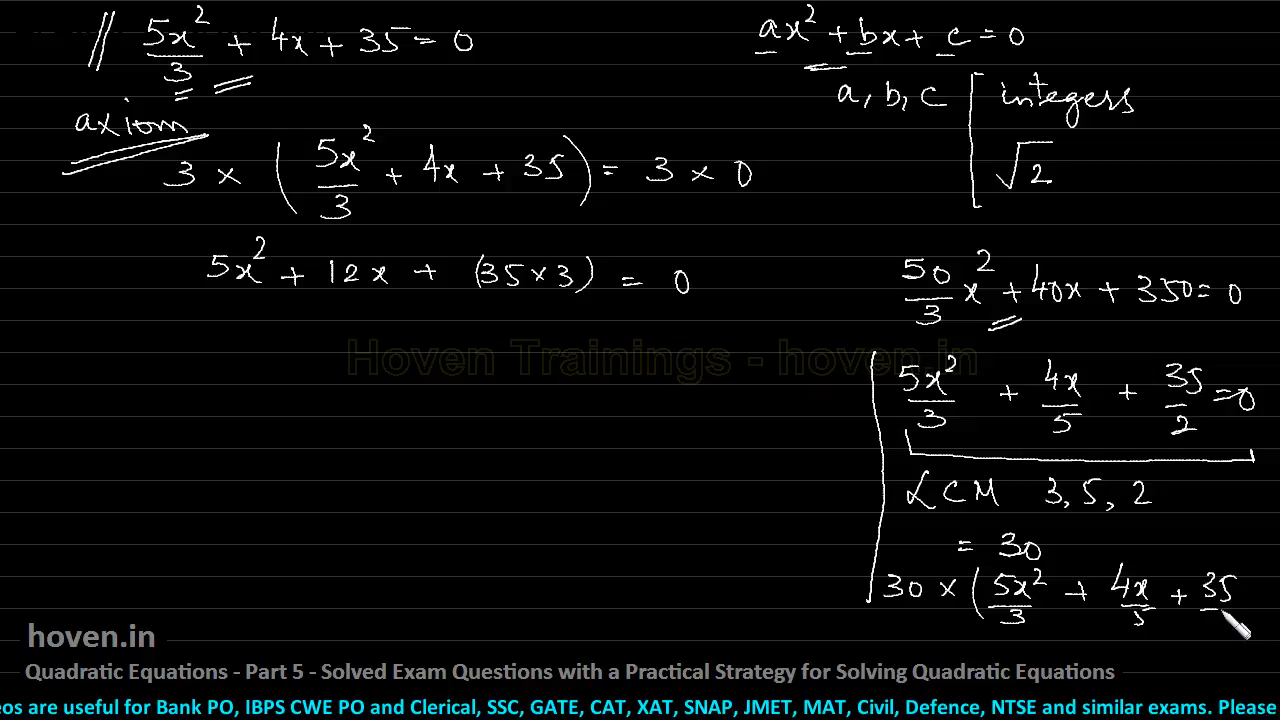 // 5x²/3 + 4x + 35 = 0
axiom
3 × (5x²/3 + 4x + 35) = 3 × 0
5x² + 12x + (35 × 3) = 0
ax² + bx + c = 0
a, b, c integers
√2
50/3 x² + 40x + 350 = 0
5x²/3 + 4x/5 + 35/2 = 0
LCM 3, 5, 2
= 30
30 × (5x²/3 + 4x/5 + 35
Hoven Trainings - hoven.in
hoven.in
Quadratic Equations - Part 5 - Solved Exam Questions with a Practical Strategy for Solving Quadratic Equations
eos are useful for Bank PO, IBPS CWE PO and Clerical, SSC, GATE, CAT, XAT, SNAP, JMET, MAT, Civil, Defence, NTSE and similar exams. Please